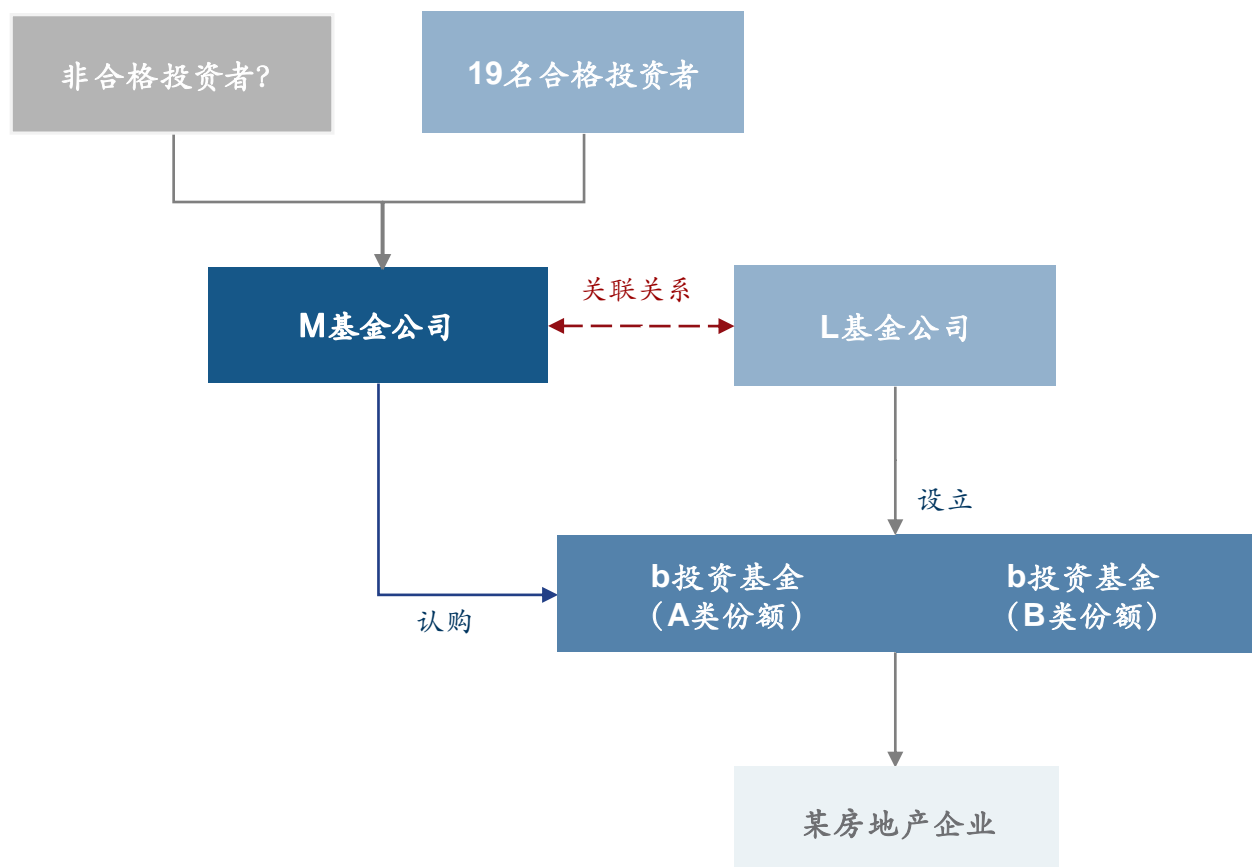 非合格投资者?
19名合格投资者
关联关系
M基金公司
L基金公司
设立
b投资基金
（A类份额）
b投资基金
（B类份额）
认购
某房地产企业